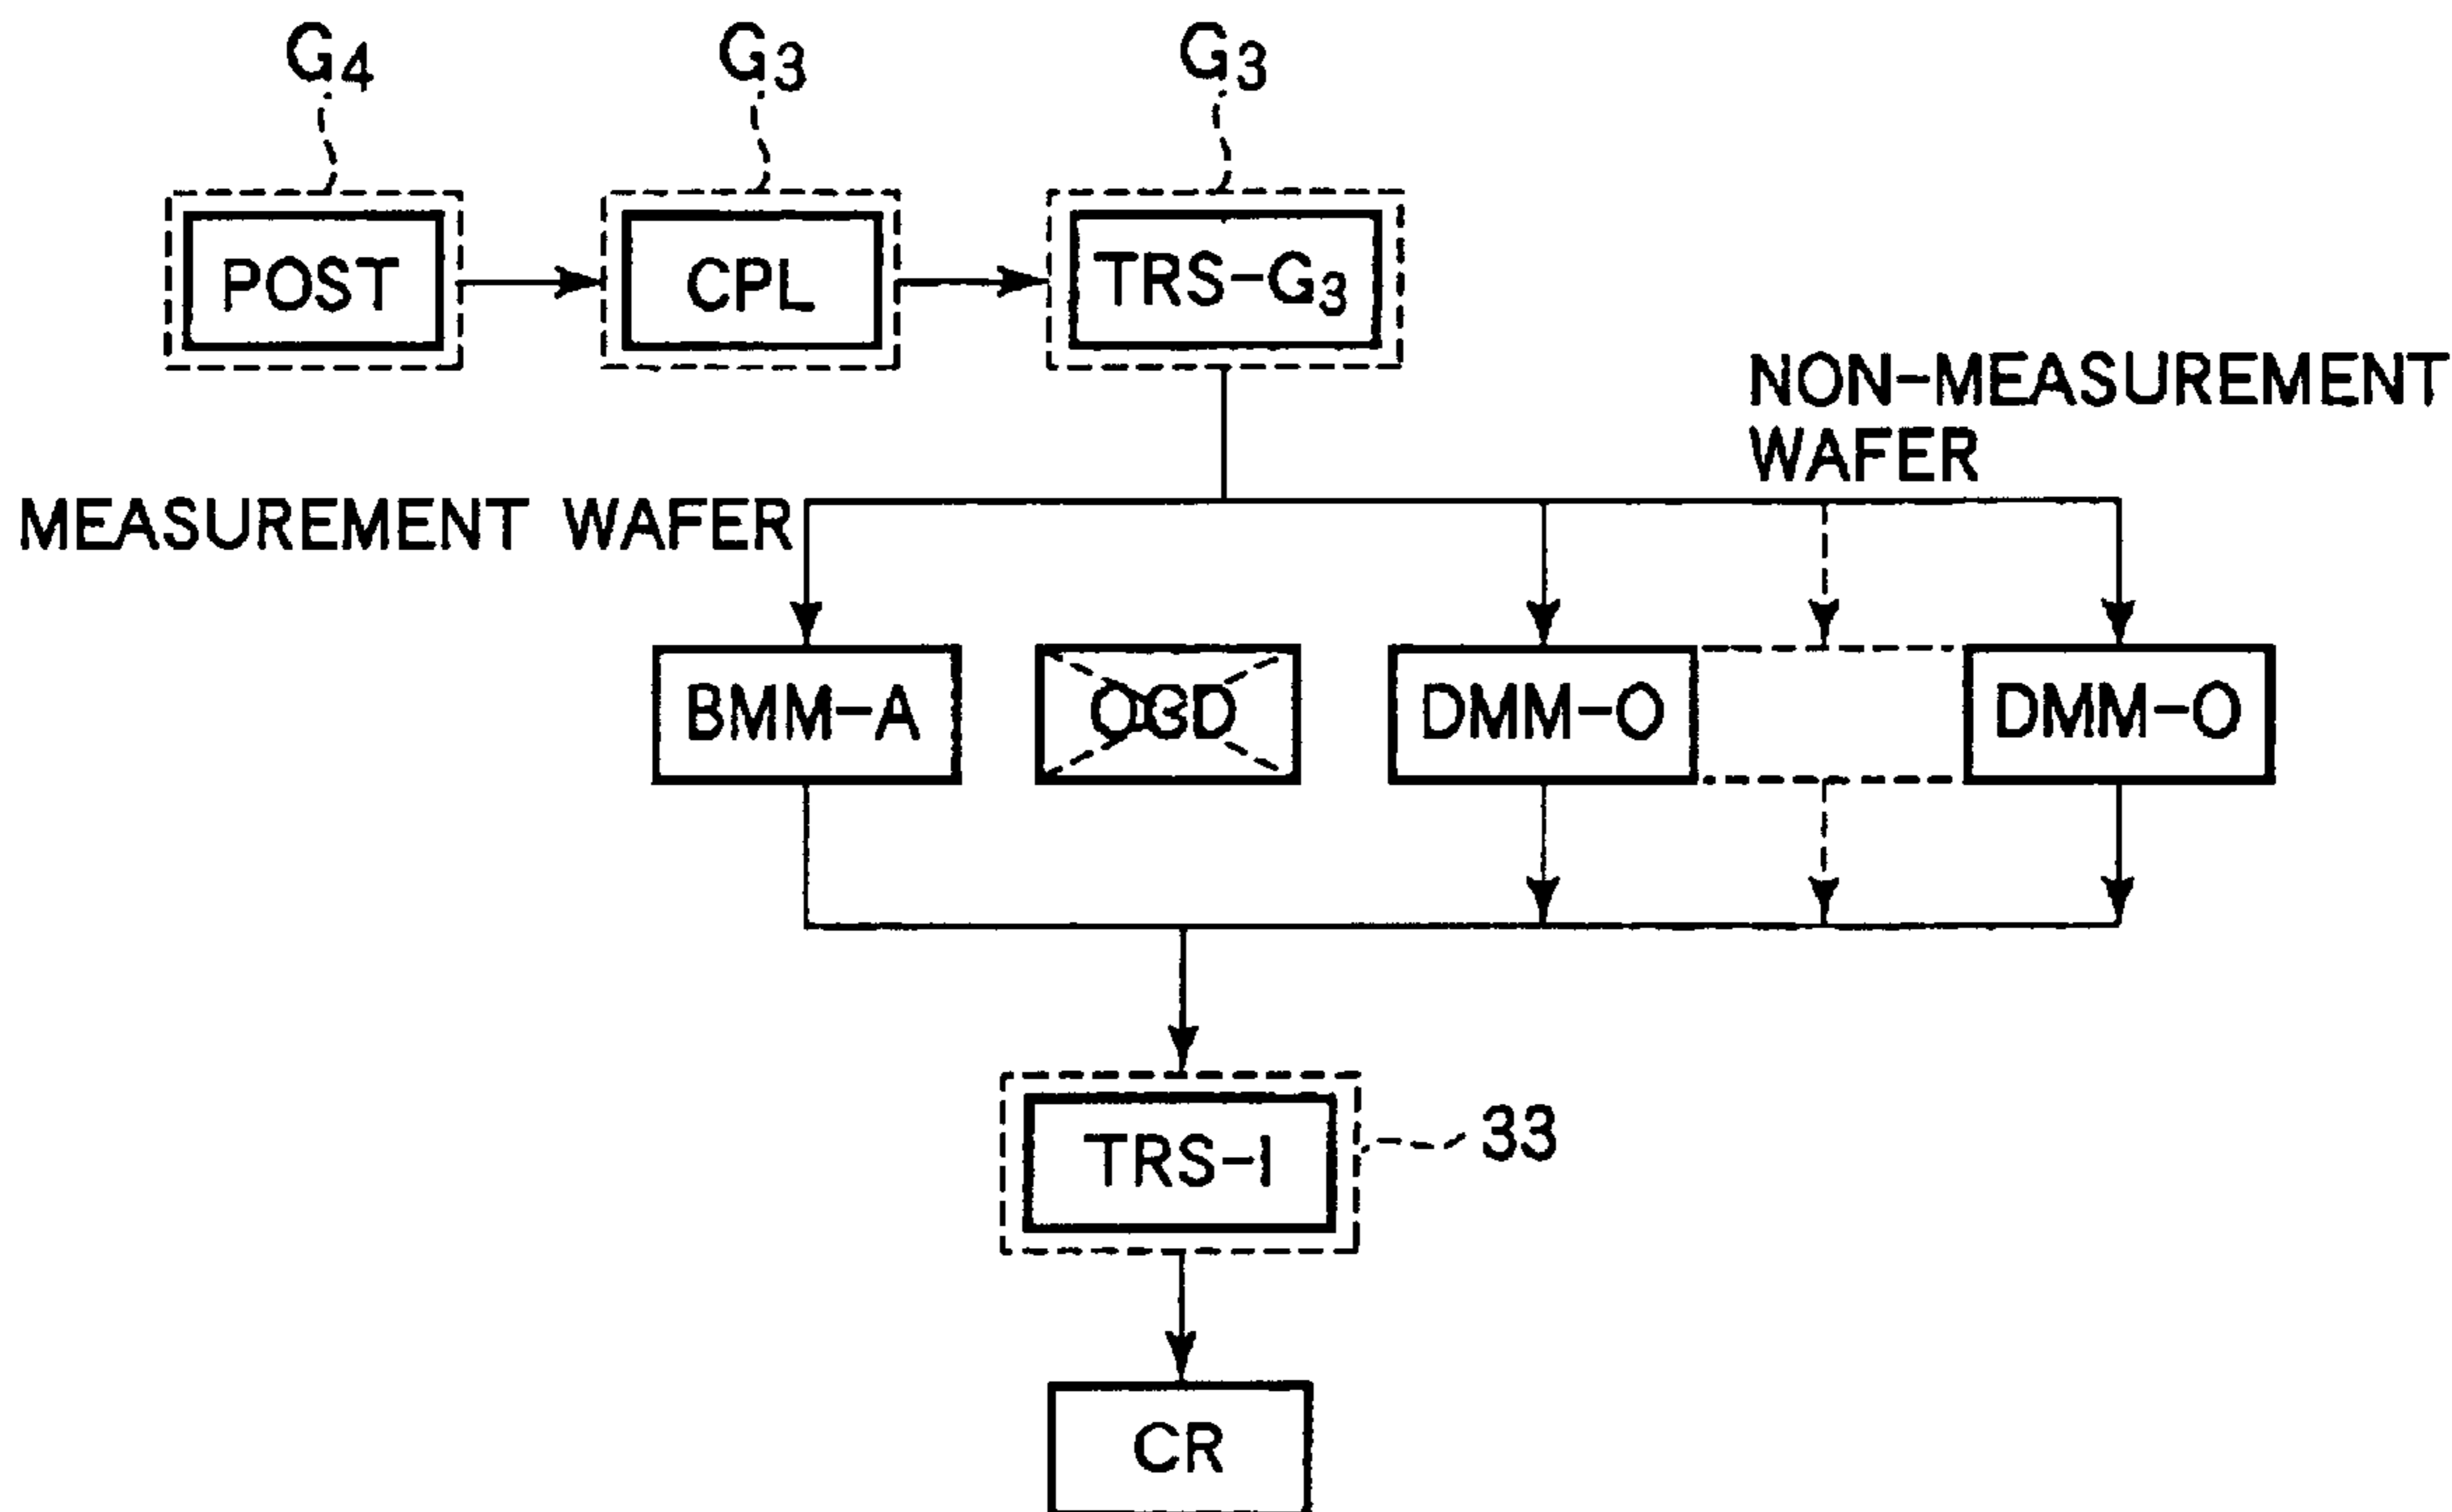 G4
G3
G3
POST
CPL
TRS-G3
NON-MEASUREMENT
WAFER
MEASUREMENT WAFER
BMM-A
OCD
DMM-O
DMM-O
TRS-I
33
CR